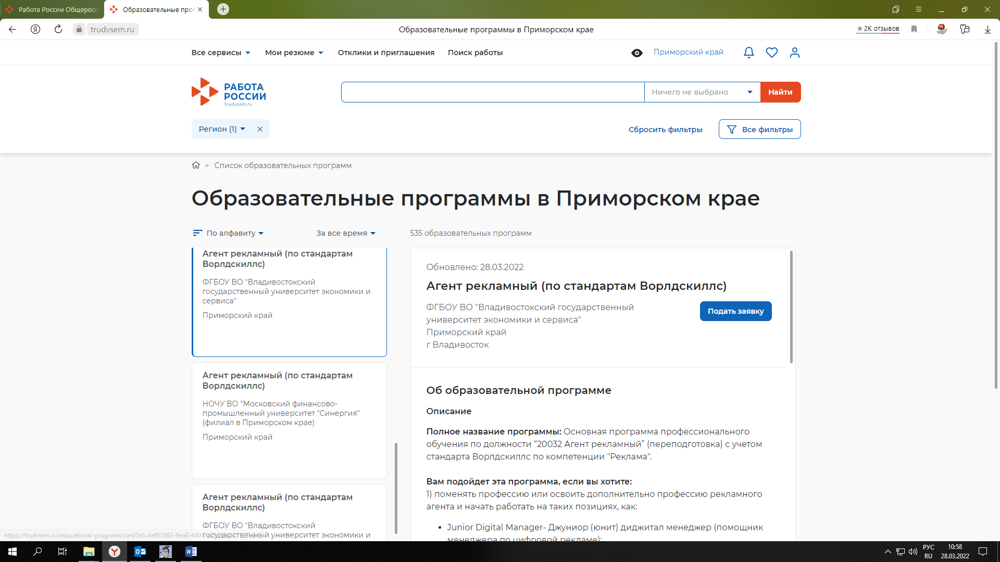 Работа России Общеросс
Образовательные прог
trudvsem.ru
Образовательные программы в Приморском крае
2К отзывов
Все сервисы
Мои резюме
Отклики и приглашения
Поиск работы
Приморский край
РАБОТА
РОССИИ
trudvsem.ru
Ничего не выбрано
Найти
Регион (1)
Сбросить фильтры
Все фильтры
> Список образовательных программ
Образовательные программы в Приморском крае
По алфавиту
За все время
535 образовательных программ
Агент рекламный (по стандартам
Ворлдскиллс)
ФГБОУ ВО "Владивостокский
государственный университет экономики и
сервиса"
Приморский край
Агент рекламный (по стандартам
Ворлдскиллс)
НОЧУ ВО "Московский финансово-
промышленный университет "Синергия"
(филиал в Приморском крае)
Приморский край
Агент рекламный (по стандартам
Ворлдскиллс)
ФГБОУ ВО "Владивостокский
государственный университет экономики и
Обновлено: 28.03.2022
Агент рекламный (по стандартам Ворлдскиллс)
ФГБОУ ВО "Владивостокский государственный
университет экономики и сервиса"
Приморский край
г Владивосток
Подать заявку
Об образовательной программе
Описание
Полное название программы: Основная программа профессионального
обучения по должности “20032 Агент рекламный” (переподготовка) с учетом
стандарта Ворлдскиллс по компетенции "Реклама".
Вам подойдет эта программа, если вы хотите:
1) поменять профессию или освоить дополнительно профессию рекламного
агента и начать работать на таких позициях, как:
• Junior Digital Manager- Джуниор (юнит) диджитал менеджер (помощник
менеджера по цифровой рекламе);
https://trudvsem.ru/educational-programs/card?id=4ef81563-9ea8-440
РУС
RU
10:58
28.03.2022